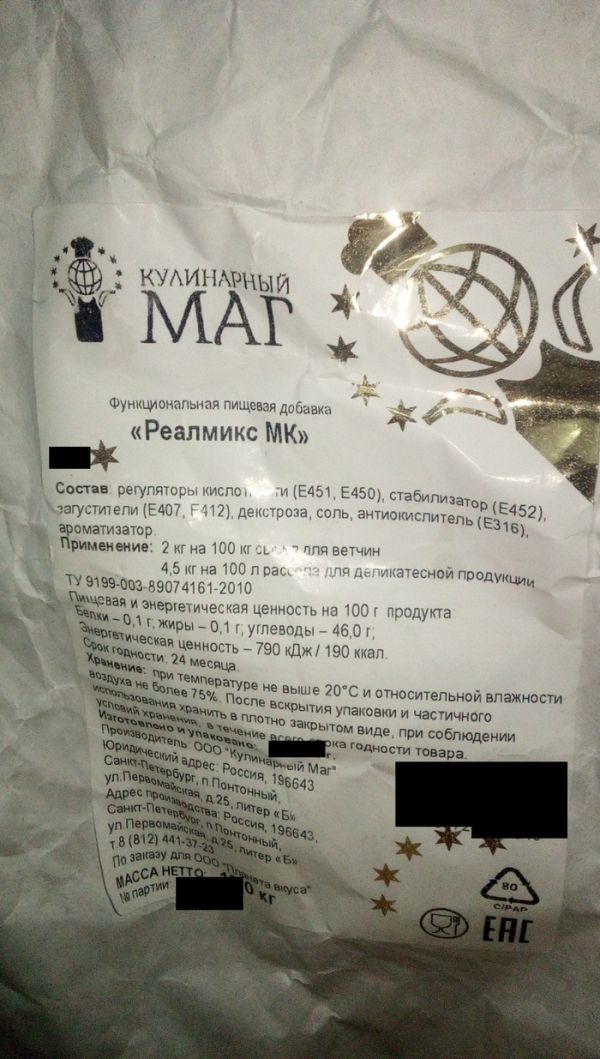 КУЛИНАРНЫЙ
МАГ
Функциональная пищевая добавка
«Реалмикс МК»
Состав: регуляторы (Е451, Е450), стабилизатор (Е452),
загустители (Е407, Е412), декстроза, соль, антиокислитель (Е316),
ароматизатор.
Применение: 2 кг на 100 кг для ветчин
4,5 кг на 100 л рассола для деликатесной продукции
ТУ 9199-003-89074161-2010
Пищевая и энергетическая ценность на 100 г продукта
Белки – 0,1 г; жиры – 0,1 г; углеводы – 46,0 г;
Энергетическая ценность – 790 кДж / 190 ккал.
Срок годности: 24 месяца.
Хранение: при температуре не выше 20°С и относительной влажности
воздуха не более 75%. После вскрытия упаковки и частичного
использования хранить в плотно закрытом виде, при соблюдении
условий хранения, в течение всего срока годности товара.
Изготовлено и упаковано: г.
Производитель: ООО "Кулинарный Маг"
Юридический адрес: Россия, 196643
Санкт-Петербург, п.Понтонный,
ул.Первомайская, д.25, литер «Б»
Адрес производства: Россия, 196643,
Санкт-Петербург, п.Понтонный,
ул.Первомайская, д.25, литер «Б»
т.8 (812) 441-37-23
По заказу для ООО "Планета вкуса"
МАССА НЕТТО: кг
№ партии:
80
C/PAP
ЕАС